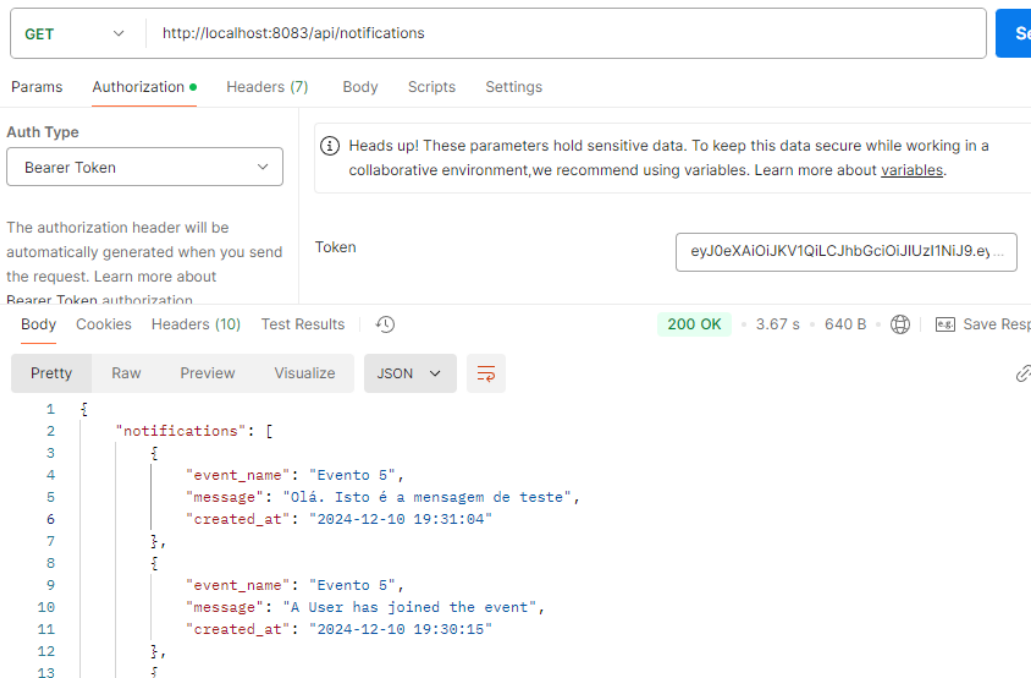 GET http://localhost:8083/api/notifications Se
Params Authorization Headers (7) Body Scripts Settings
Auth Type
Bearer Token
The authorization header will be
automatically generated when you send
the request. Learn more about
Bearer Token authorization
Heads up! These parameters hold sensitive data. To keep this data secure while working in a
collaborative environment,we recommend using variables. Learn more about variables.
Token eyJ0eXAiOiJKV1QiLCJhbGciOiJIUzI1NiJ9.ey...
Body Cookies Headers (10) Test Results 200 OK • 3.67 s • 640 B • e.g. Save Resp
Pretty Raw Preview Visualize JSON
1 {
2 "notifications": [
3 {
4 "event_name": "Evento 5",
5 "message": "Olá. Isto é a mensagem de teste",
6 "created_at": "2024-12-10 19:31:04"
7 },
8 {
9 "event_name": "Evento 5",
10 "message": "A User has joined the event",
11 "created_at": "2024-12-10 19:30:15"
12 },
13 {